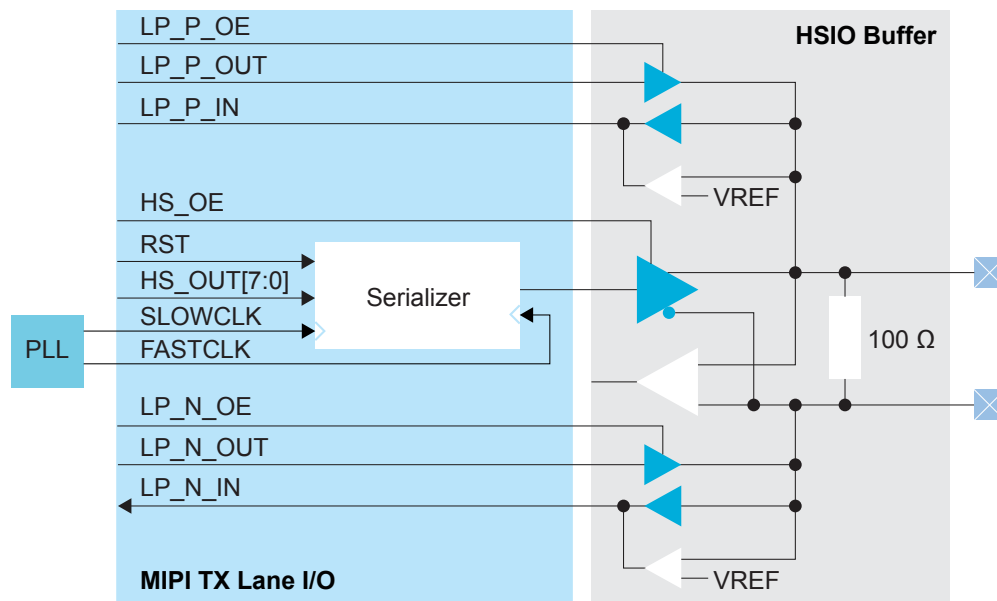 LP_P_OE
HSIO Buffer
LP_P_OUT
LP_P_IN
VREF
HS_OE
RST
HS_OUT[7:0]
Serializer
SLOWCLK
PLL
FASTCLK
100 Ω
LP_N_OE
LP_N_OUT
LP_N_IN
MIPI TX Lane I/O
VREF